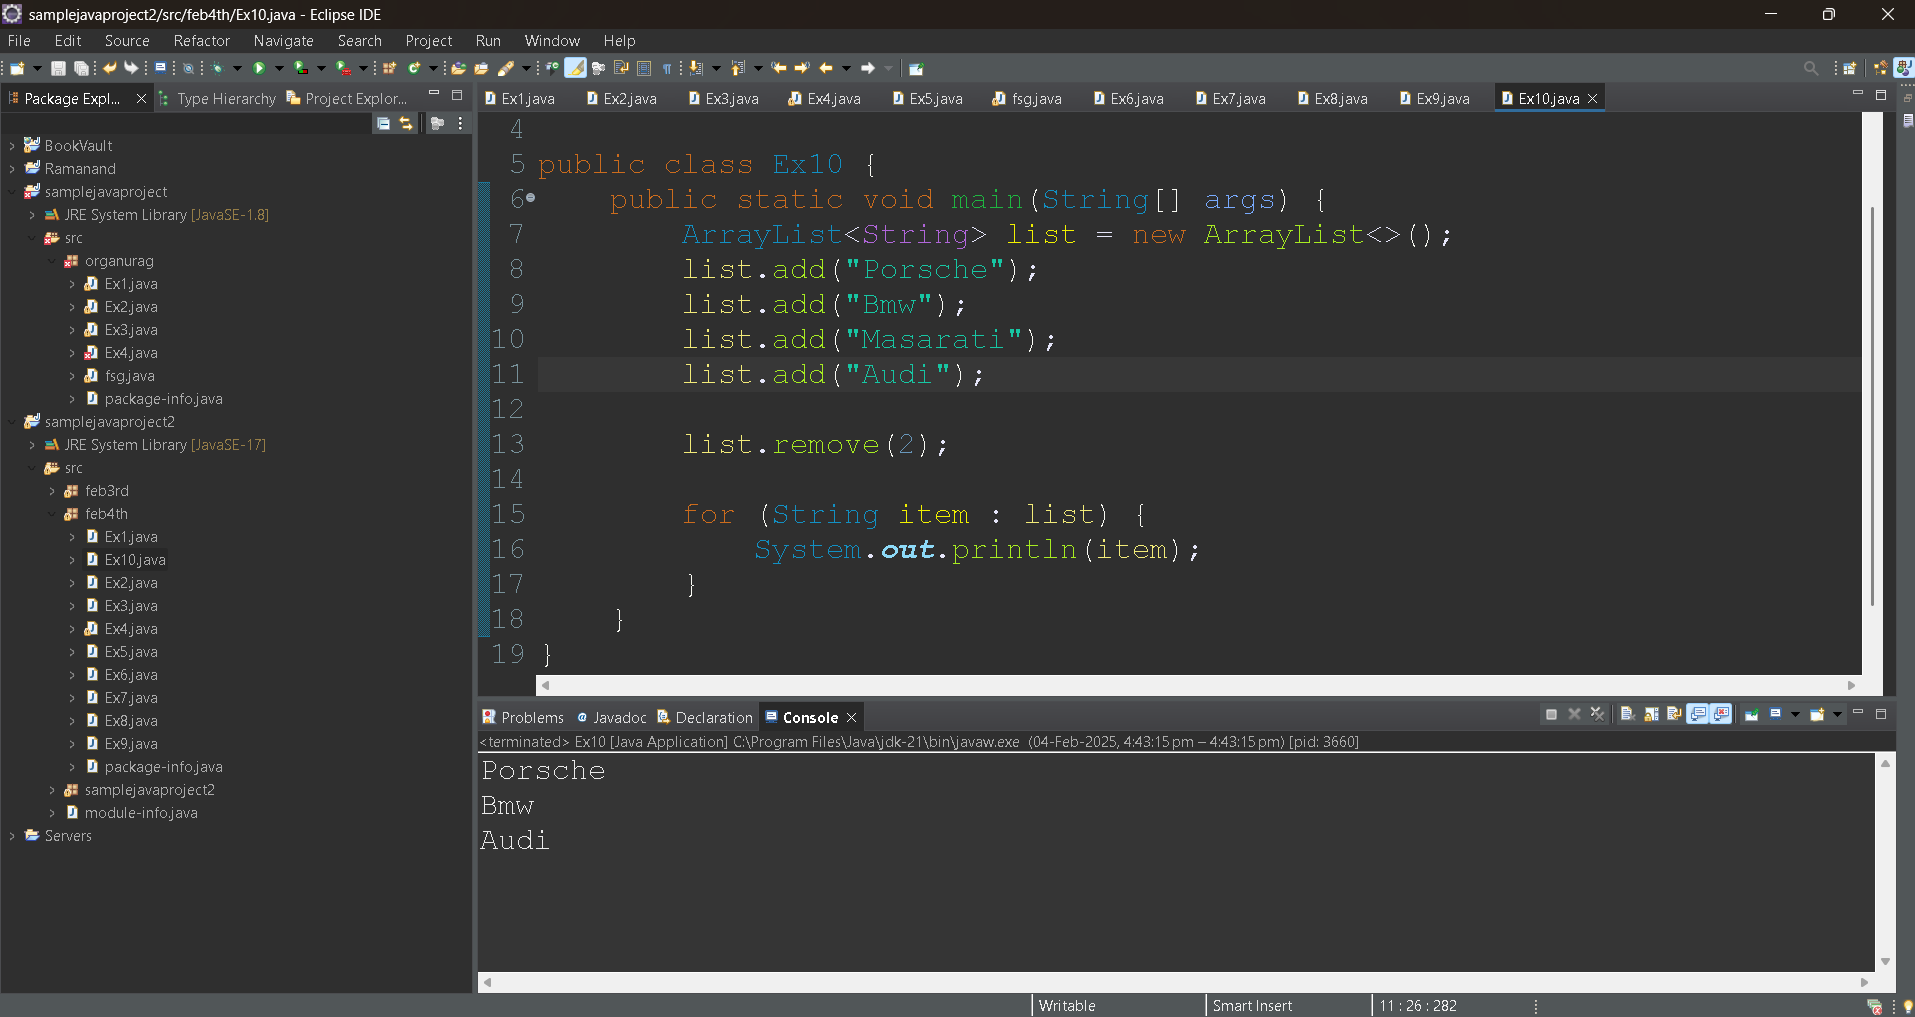 samplejavaproject2/src/feb4th/Ex10.java - Eclipse IDE
File Edit Source Refactor Navigate Search Project Run Window Help
Package Expl... Type Hierarchy Project Explor...
BookVault
Ramanand
samplejavaproject
JRE System Library [JavaSE-1.8]
src
organurag
Ex1.java
Ex2.java
Ex3.java
Ex4.java
fsg.java
package-info.java
samplejavaproject2
JRE System Library [JavaSE-17]
src
feb3rd
feb4th
Ex1.java
Ex10.java
Ex2.java
Ex3.java
Ex4.java
Ex5.java
Ex6.java
Ex7.java
Ex8.java
Ex9.java
package-info.java
samplejavaproject2
module-info.java
Servers
Ex1.java Ex2.java Ex3.java Ex4.java Ex5.java fsg.java Ex6.java Ex7.java Ex8.java Ex9.java Ex10.java
4
5 public class Ex10 {
6 public static void main(String[] args) {
7 ArrayList<String> list = new ArrayList<>();
8 list.add("Porsche");
9 list.add("Bmw");
10 list.add("Masarati");
11 list.add("Audi");
12
13 list.remove(2);
14
15 for (String item : list) {
16 System.out.println(item);
17 }
18 }
19 }
Problems Javadoc Declaration Console
<terminated> Ex10 [Java Application] C:\Program Files\Java\jdk-21\bin\javaw.exe (04-Feb-2025, 4:43:15 pm – 4:43:15 pm) [pid: 3660]
Porsche
Bmw
Audi
Writable Smart Insert 11 : 26 : 282